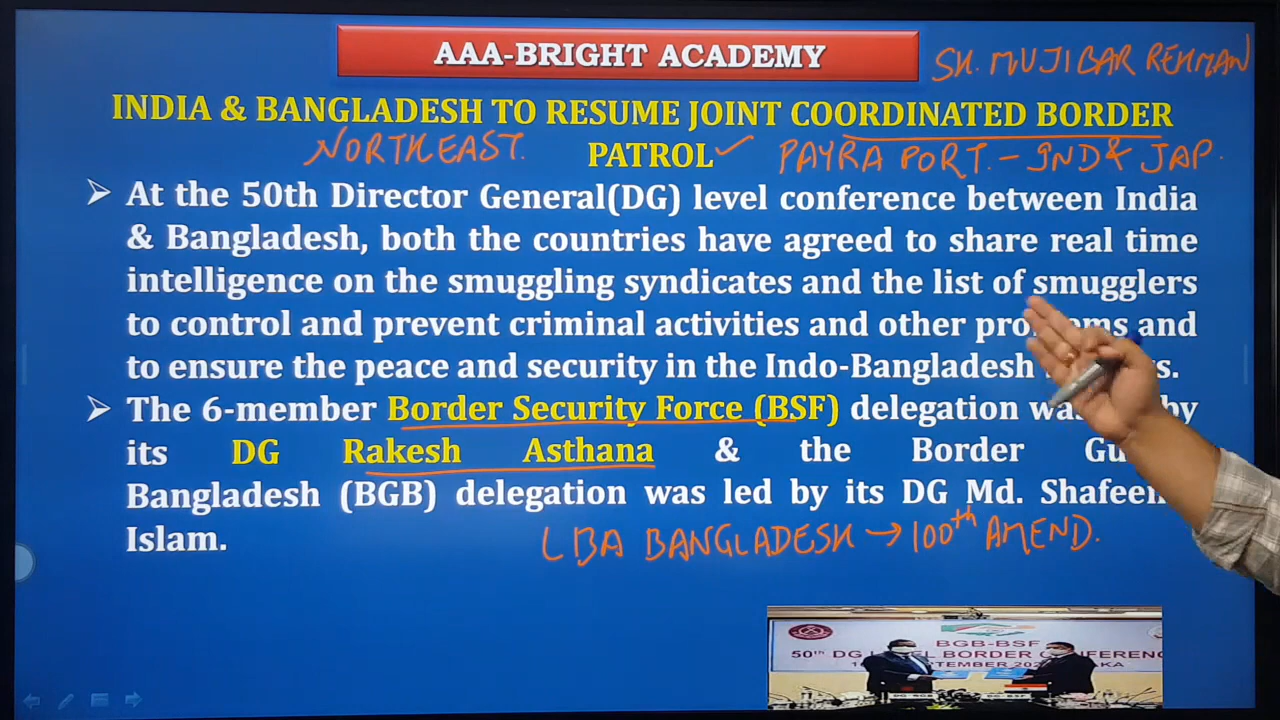 AAA-BRIGHT ACADEMY
SH. MUJIBAR REHMAN
INDIA & BANGLADESH TO RESUME JOINT COORDINATED BORDER
NORTHEAST. PATROL PAYRA PORT. - IND & JAP.
➢ At the 50th Director General(DG) level conference between India
& Bangladesh, both the countries have agreed to share real time
intelligence on the smuggling syndicates and the list of smugglers
to control and prevent criminal activities and other and
to ensure the peace and security in the Indo-Bangladesh
➢ The 6-member Border Security Force (BSF) delegation by
its DG Rakesh Asthana & the Border
Bangladesh (BGB) delegation was led by its DG Md.
Islam.
LBA BANGLADESH → 100th AMEND.
BGB-BSF
50th DG LEVEL BORDER CONFERENCE